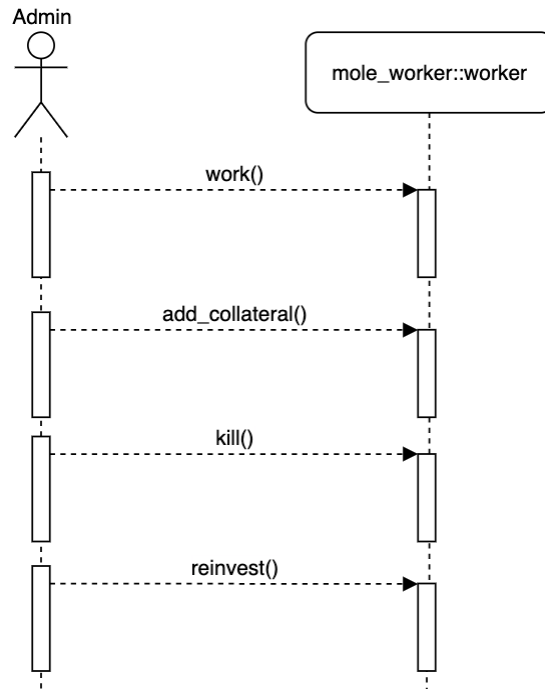 Admin
mole_worker::worker
work()
add_collateral()
kill()
reinvest()